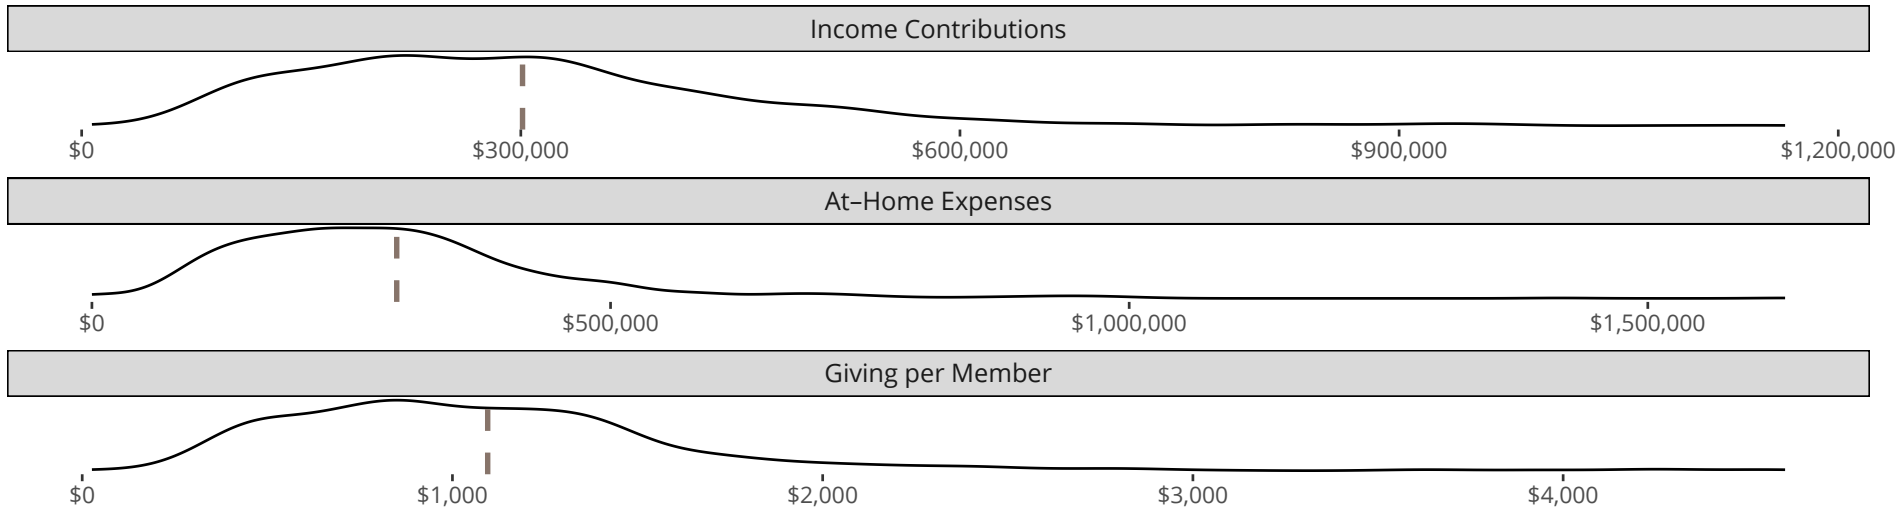 Income Contributions
$0 $300,000 $600,000 $900,000 $1,200,000
At–Home Expenses
$0 $500,000 $1,000,000 $1,500,000
Giving per Member
$0 $1,000 $2,000 $3,000 $4,000